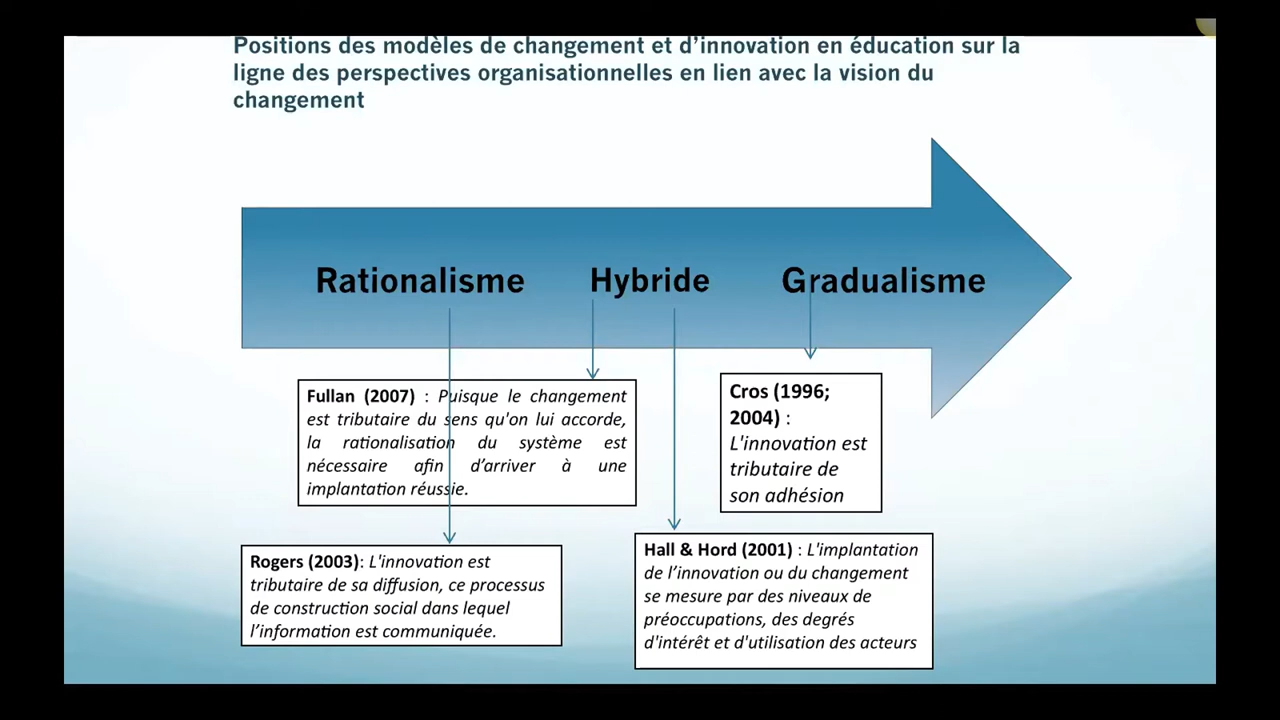 Positions des modèles de changement et d’innovation en éducation sur la
ligne des perspectives organisationnelles en lien avec la vision du
changement
Rationalisme
Hybride
Gradualisme
Fullan (2007) : Puisque le changement
est tributaire du sens qu'on lui accorde,
la rationalisation du système est
nécessaire afin d’arriver à une
implantation réussie.
Cros (1996;
2004) :
L'innovation est
tributaire de
son adhésion
Rogers (2003): L'innovation est
tributaire de sa diffusion, ce processus
de construction social dans lequel
l’information est communiquée.
Hall & Hord (2001) : L'implantation
de l’innovation ou du changement
se mesure par des niveaux de
préoccupations, des degrés
d'intérêt et d'utilisation des acteurs